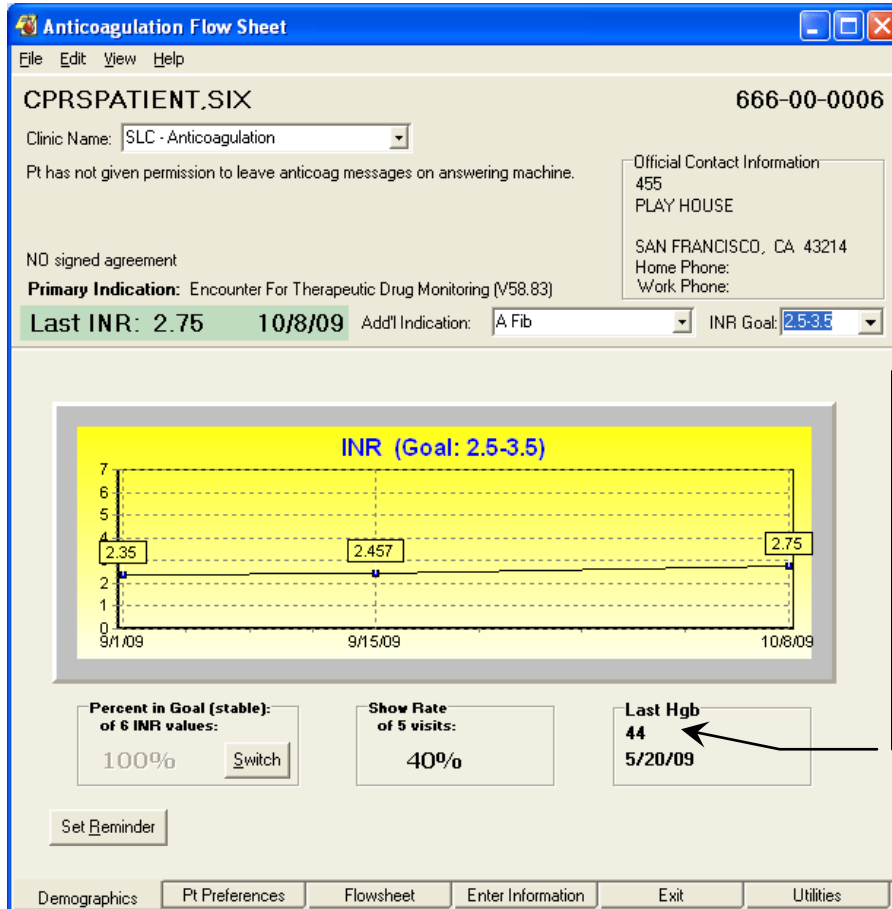 Anticoagulation Flow Sheet
File Edit View Help
CPRSPATIENT,SIX 666-00-0006
Clinic Name: SLC - Anticoagulation
Pt has not given permission to leave anticoag messages on answering machine.
Official Contact Information
455
PLAY HOUSE
SAN FRANCISCO, CA 43214
Home Phone:
Work Phone:
NO signed agreement
Primary Indication: Encounter For Therapeutic Drug Monitoring (V58.83)
Last INR: 2.75 10/8/09 Add'l Indication: A Fib INR Goal: 2.5-3.5
INR (Goal: 2.5-3.5)
7
6
5
4
2
1
0
2.35 2.457 2.75
9/1/09 9/15/09 10/8/09
Percent in Goal (stable):
of 6 INR values:
100% Switch
Show Rate
of 5 visits:
40%
Last Hgb
44
5/20/09
Set Reminder
Demographics Pt Preferences Flowsheet Enter Information Exit Utilities